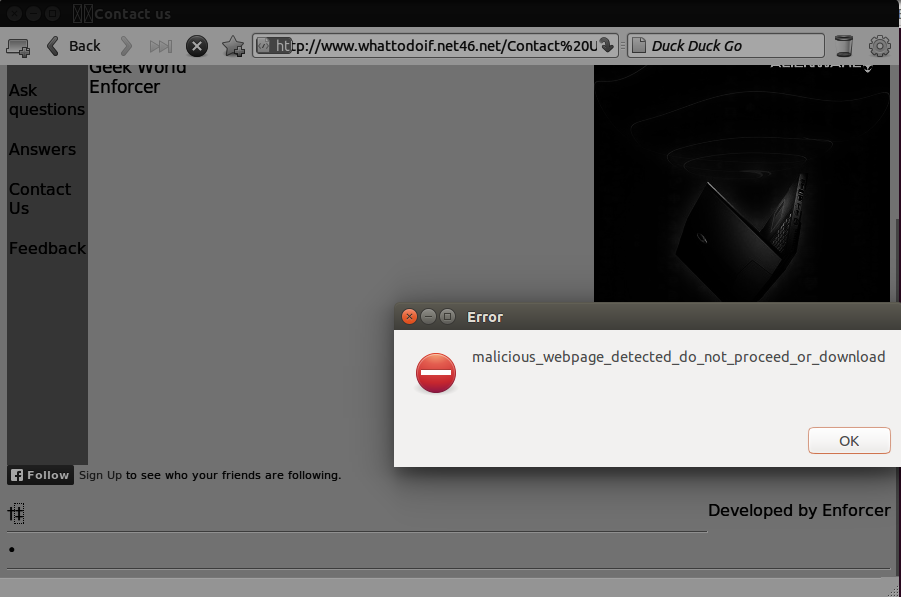 Contact us
Back
http://www.whattodoif.net46.net/Contact%20U
Duck Duck Go
Geek World
Enforcer
ALIENWARE
Ask
questions
Answers
Contact
Us
Feedback
Error
malicious_webpage_detected_do_not_proceed_or_download
OK
Follow Sign Up to see who your friends are following.
Developed by Enforcer